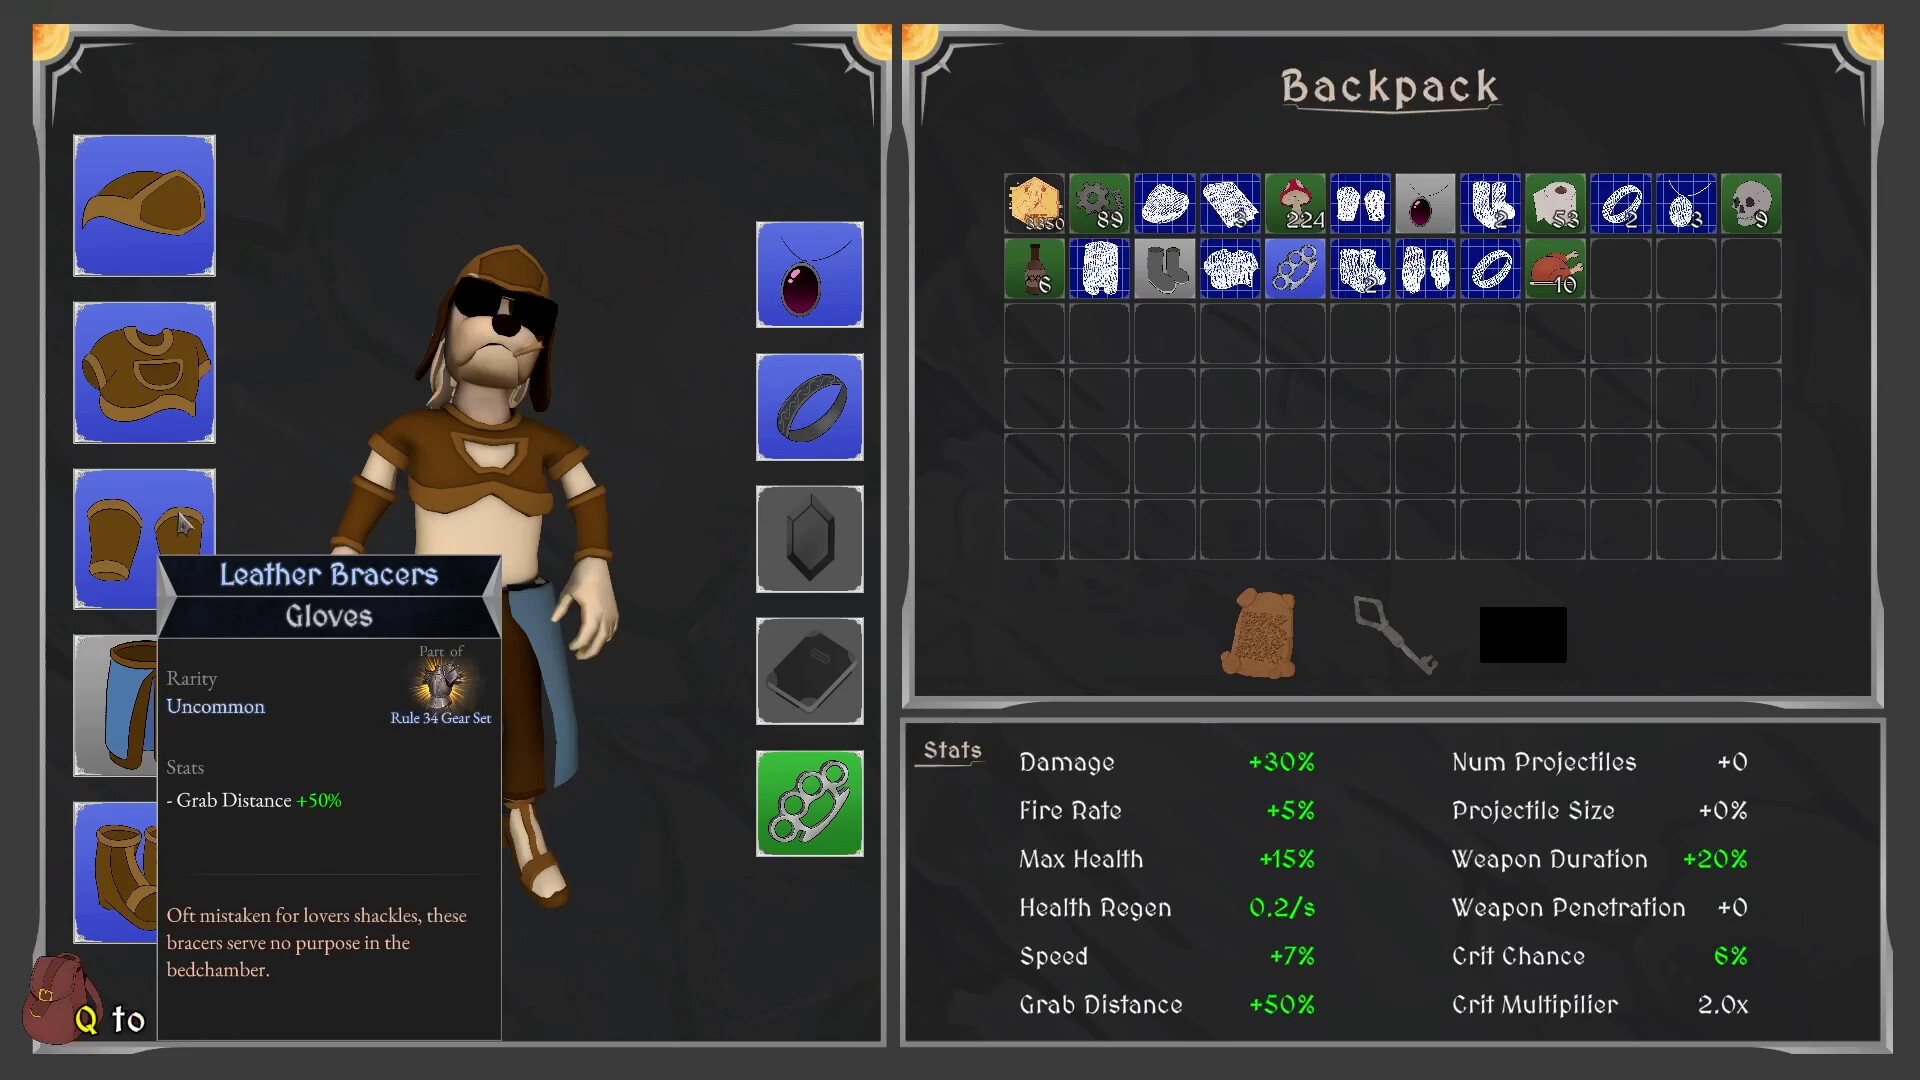 Backpack
89
3
224
2
53
2
3
9
6
2
10
Leather Bracers
Gloves
Part of
Rarity
Uncommon
Rule 34 Gear Set
Stats
- Grab Distance +50%
Oft mistaken for lovers shackles, these
bracers serve no purpose in the
bedchamber.
Q to
Stats
Damage +30%
Fire Rate +5%
Max Health +15%
Health Regen 0.2/s
Speed +7%
Grab Distance +50%
Num Projectiles +0
Projectile Size +0%
Weapon Duration +20%
Weapon Penetration +0
Crit Chance 6%
Crit Multipilier 2.0x